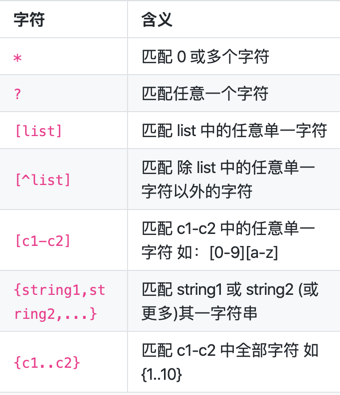 字符 含义
* 匹配 0 或多个字符
? 匹配任意一个字符
[list] 匹配 list 中的任意单一字符
[^list] 匹配 除 list 中的任意单一
字符以外的字符
[c1-c2] 匹配 c1-c2 中的任意单一
字符 如：[0-9][a-z]
{string1,st 匹配 string1 或 string2 (或
ring2,...} 更多)其一字符串
{c1..c2} 匹配 c1-c2 中全部字符 如
{1..10}